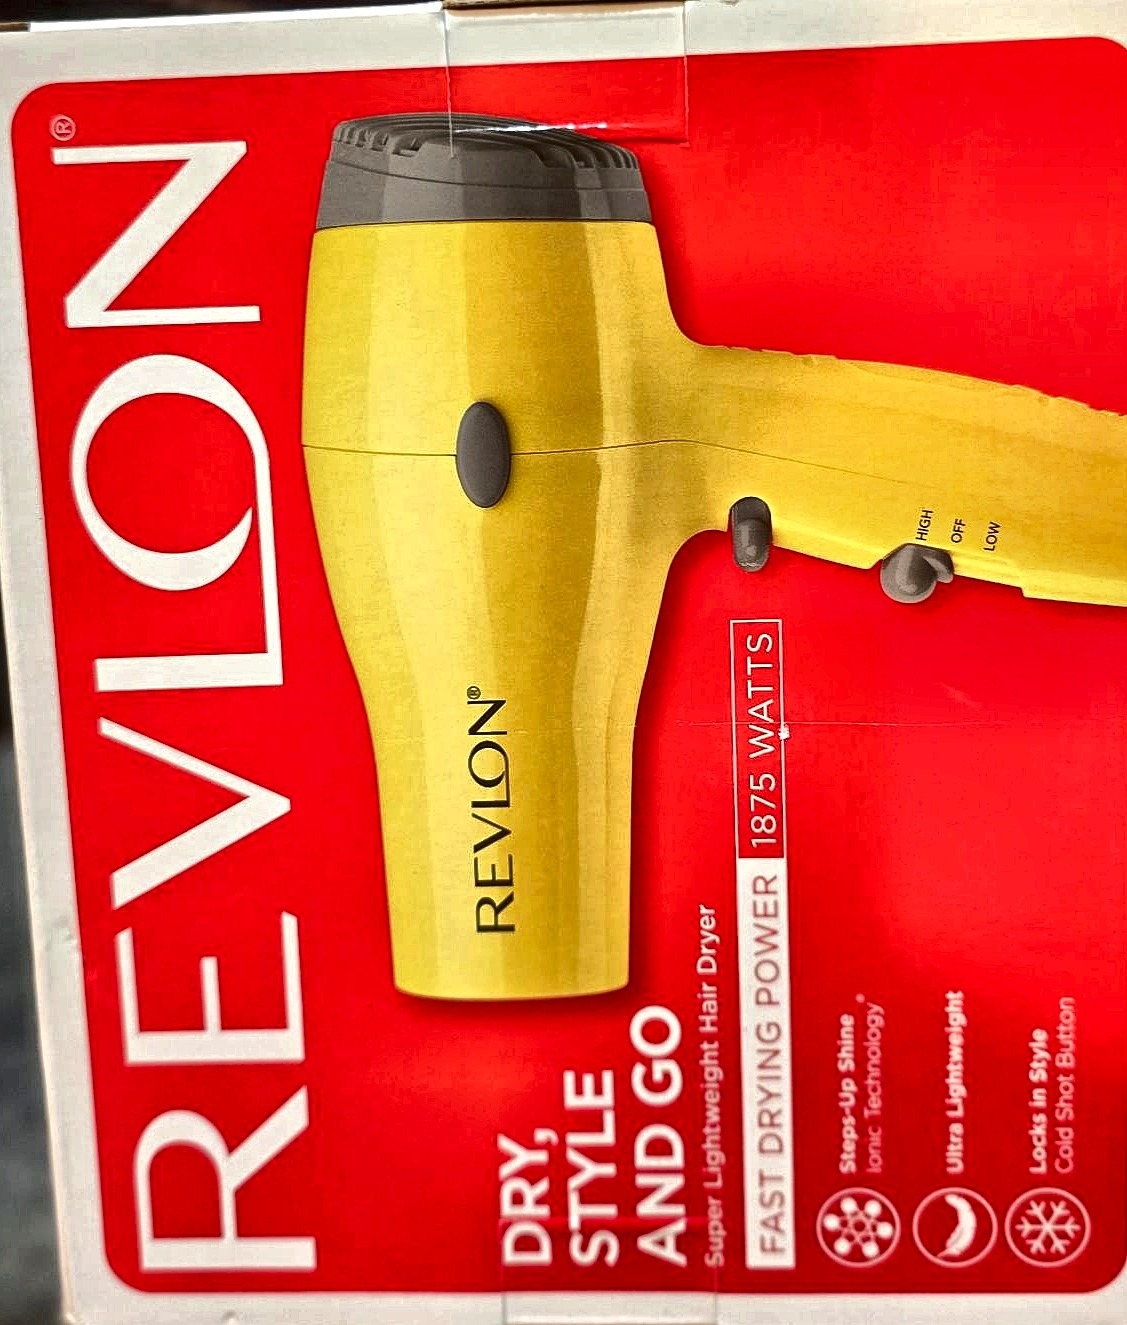 REVLON®
REVLON®
HIGH
OFF
LOW
DRY,
STYLE
AND GO
Super Lightweight Hair Dryer
FAST DRYING POWER 1875 WATTS
Steps-Up Shine
Ionic Technology*
Ultra Lightweight
Locks in Style
Cold Shot Button